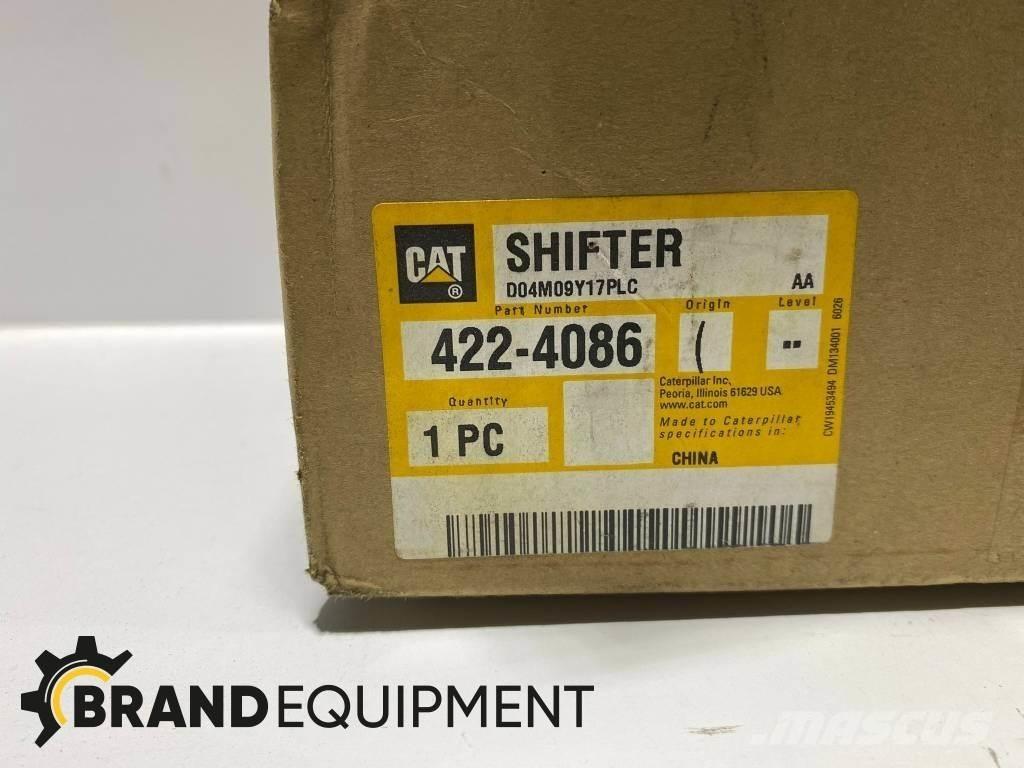 CAT
®
SHIFTER
D04M09Y17PLC
AA
Part Number
Origin
Level
422-4086
(
--
Caterpillar Inc,
Peoria, Illinois 61629 USA
www.cat.com
Quantity
1 PC
Made to Caterpillar
specifications in:
CHINA
CW19453494 DM134001 6026
BRANDEQUIPMENT
MASCUS